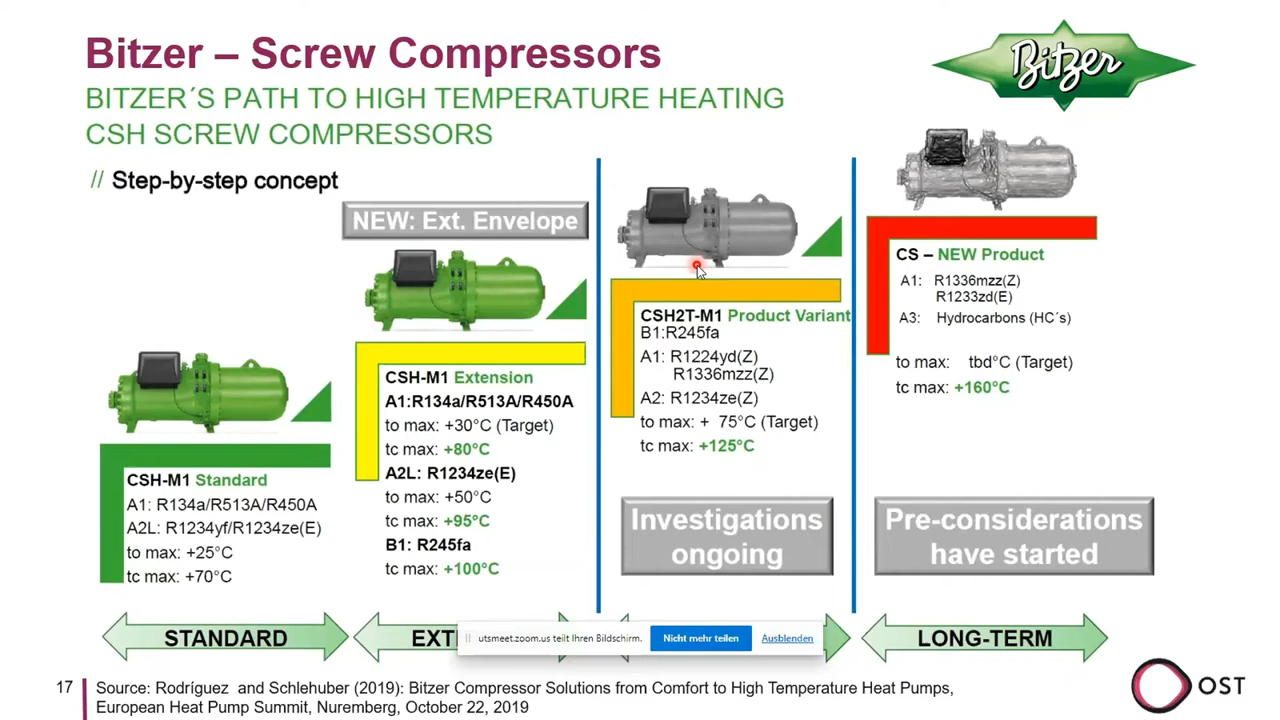 Bitzer – Screw Compressors
BITZER´S PATH TO HIGH TEMPERATURE HEATING
CSH SCREW COMPRESSORS
// Step-by-step concept
Bitzer
NEW: Ext. Envelope
CSH-M1 Standard
A1: R134a/R513A/R450A
A2L: R1234yf/R1234ze(E)
to max: +25°C
tc max: +70°C
CSH-M1 Extension
A1:R134a/R513A/R450A
to max: +30°C (Target)
tc max: +80°C
A2L: R1234ze(E)
to max: +50°C
tc max: +95°C
B1: R245fa
tc max: +100°C
CSH2T-M1 Product Variant
B1:R245fa
A1: R1224yd(Z)
R1336mzz(Z)
A2: R1234ze(Z)
to max: + 75°C (Target)
tc max: +125°C
Investigations
ongoing
CS – NEW Product
A1: R1336mzz(Z)
R1233zd(E)
A3: Hydrocarbons (HC´s)
to max: tbd°C (Target)
tc max: +160°C
Pre-considerations
have started
STANDARD
EXT
LONG-TERM
utsmeet.zoom.us teilt Ihren Bildschirm.
Nicht mehr teilen
Ausblenden
17
Source: Rodríguez and Schlehuber (2019): Bitzer Compressor Solutions from Comfort to High Temperature Heat Pumps,
European Heat Pump Summit, Nuremberg, October 22, 2019
OST